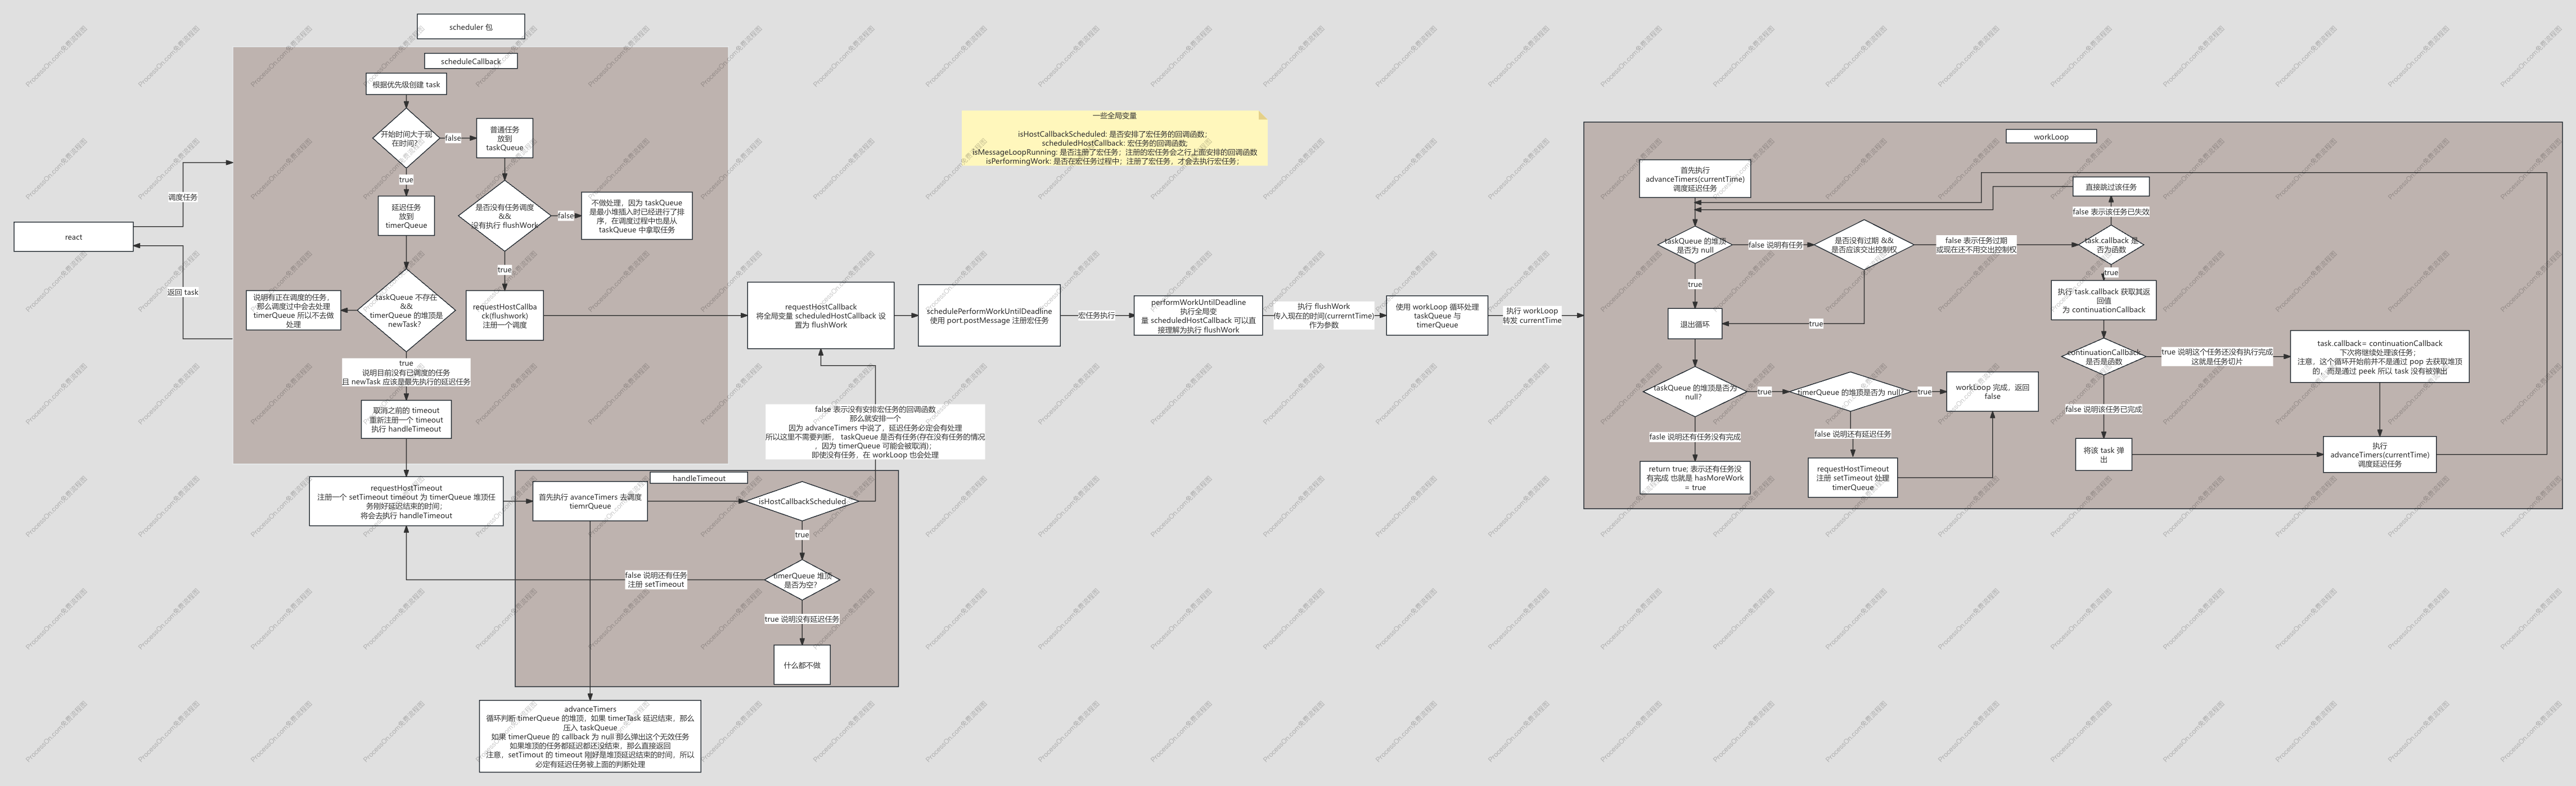 scheduler 包
scheduleCallback
根据优先级创建 task
开始时间大于现
在时间?
false
普通任务
放到
taskQueue
true
延迟任务
放到
timerQueue
是否没有任务调度
&&
没有执行 flushWork
false
不做处理，因为 taskQueue
是最小堆插入时已经进行了排
序，在调度过程中也是从
taskQueue 中拿取任务
true
requestHostCallba
ck(flushwork)
注册一个调度
taskQueue 不存在
&&
timerQueue 的堆顶是
newTask?
说明有正在调度的任务，
那么调度过中会去处理
timerQueue 所以不去做
处理
true
说明目前没有已调度的任务
且 newTask 应该是最先执行的延迟任务
取消之前的 timeout
重新注册一个 timeout
执行 handleTimeout
react
调度任务
返回 task
requestHostTimeout
注册一个 setTimeout timeout 为 timerQueue 堆顶任
务刚好延迟结束的时间;
将会去执行 handleTimeout
handleTimeout
首先执行 avanceTimers 去调度
tiemrQueue
isHostCallbackScheduled
true
timerQueue 堆顶
是否为空?
false 说明还有任务
注册 setTimeout
true 说明没有延迟任务
什么都不做
advanceTimers
循环判断 timerQueue 的堆顶，如果 timerTask 延迟结束，那么
压入 taskQueue
如果 timerQueue 的 callback 为 null 那么弹出这个无效任务
如果堆顶的任务都延迟都还没结束，那么直接返回
注意，setTimout 的 timeout 刚好是堆顶延迟结束的时间，所以
必定有延迟任务被上面的判断处理
false 表示没有安排宏任务的回调函数
那么就安排一个
因为 advanceTimers 中说了，延迟任务必定会有处理
所以这里不需要判断， taskQueue 是否有任务(存在没有任务的情况
，因为 timerQueue 可能会被取消);
即使没有任务，在 workLoop 也会处理
一些全局变量
isHostCallbackScheduled: 是否安排了宏任务的回调函数；
scheduledHostCallback: 宏任务的回调函数;
isMessageLoopRunning: 是否注册了宏任务；注册的宏任务会之行上面安排的回调函数
isPerformingWork: 是否在宏任务过程中；注册了宏任务，才会去执行宏任务；
requestHostCallback
将全局变量 scheduledHostCallback 设
置为 flushWork
schedulePerformWorkUntilDeadline
使用 port.postMessage 注册宏任务
宏任务执行
performWorkUntilDeadline
执行全局变
量 scheduledHostCallback 可以直
接理解为执行 flushWork
执行 flushWork
传入现在的时间(currrentTime)
作为参数
使用 workLoop 循环处理
taskQueue 与
timerQueue
执行 workLoop
转发 currentTime
workLoop
首先执行
advanceTimers(currentTime)
调度延迟任务
taskQueue 的堆顶
是否为 null
false 说明有任务
是否没有过期 &&
是否应该交出控制权
false 表示任务过期
或现在还不用交出控制权
task.callback 是
否为函数
false 表示该任务已失效
直接跳过该任务
true
true
true
退出循环
执行 task.callback 获取其返
回值
为 continuationCallback
continuationCallback
是否是函数
true 说明这个任务还没有执行完成
这就是任务切片
task.callback= continuationCallback
下次将继续处理该任务;
注意，这个循环开始前并不是通过 pop 去获取堆顶
的，而是通过 peek 所以 task 没有被弹出
false 说明该任务已完成
将该 task 弹
出
执行
advanceTimers(currentTime)
调度延迟任务
taskQueue 的堆顶是否为
null?
true
timerQueue 的堆顶是否为 null?
true
workLoop 完成，返回
false
fasle 说明还有任务没有完成
return true; 表示还有任务没
有完成 也就是 hasMoreWork
= true
false 说明还有延迟任务
requestHostTimeout
注册 setTimeout 处理
timerQueue
ProcessOn.com免费流程图